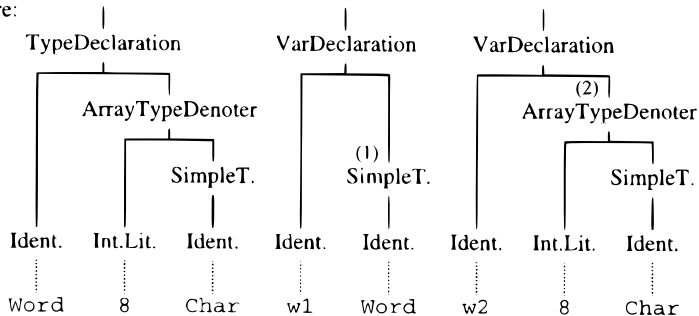 re:
TypeDeclaration VarDeclaration VarDeclaration
(2)
ArrayTypeDenoter ArrayTypeDenoter
(1)
SimpleT. SimpleT. SimpleT.
Ident. Int.Lit. Ident. Ident. Ident. Ident. Int.Lit. Ident.
Word 8 Char w1 Word w2 8 Char